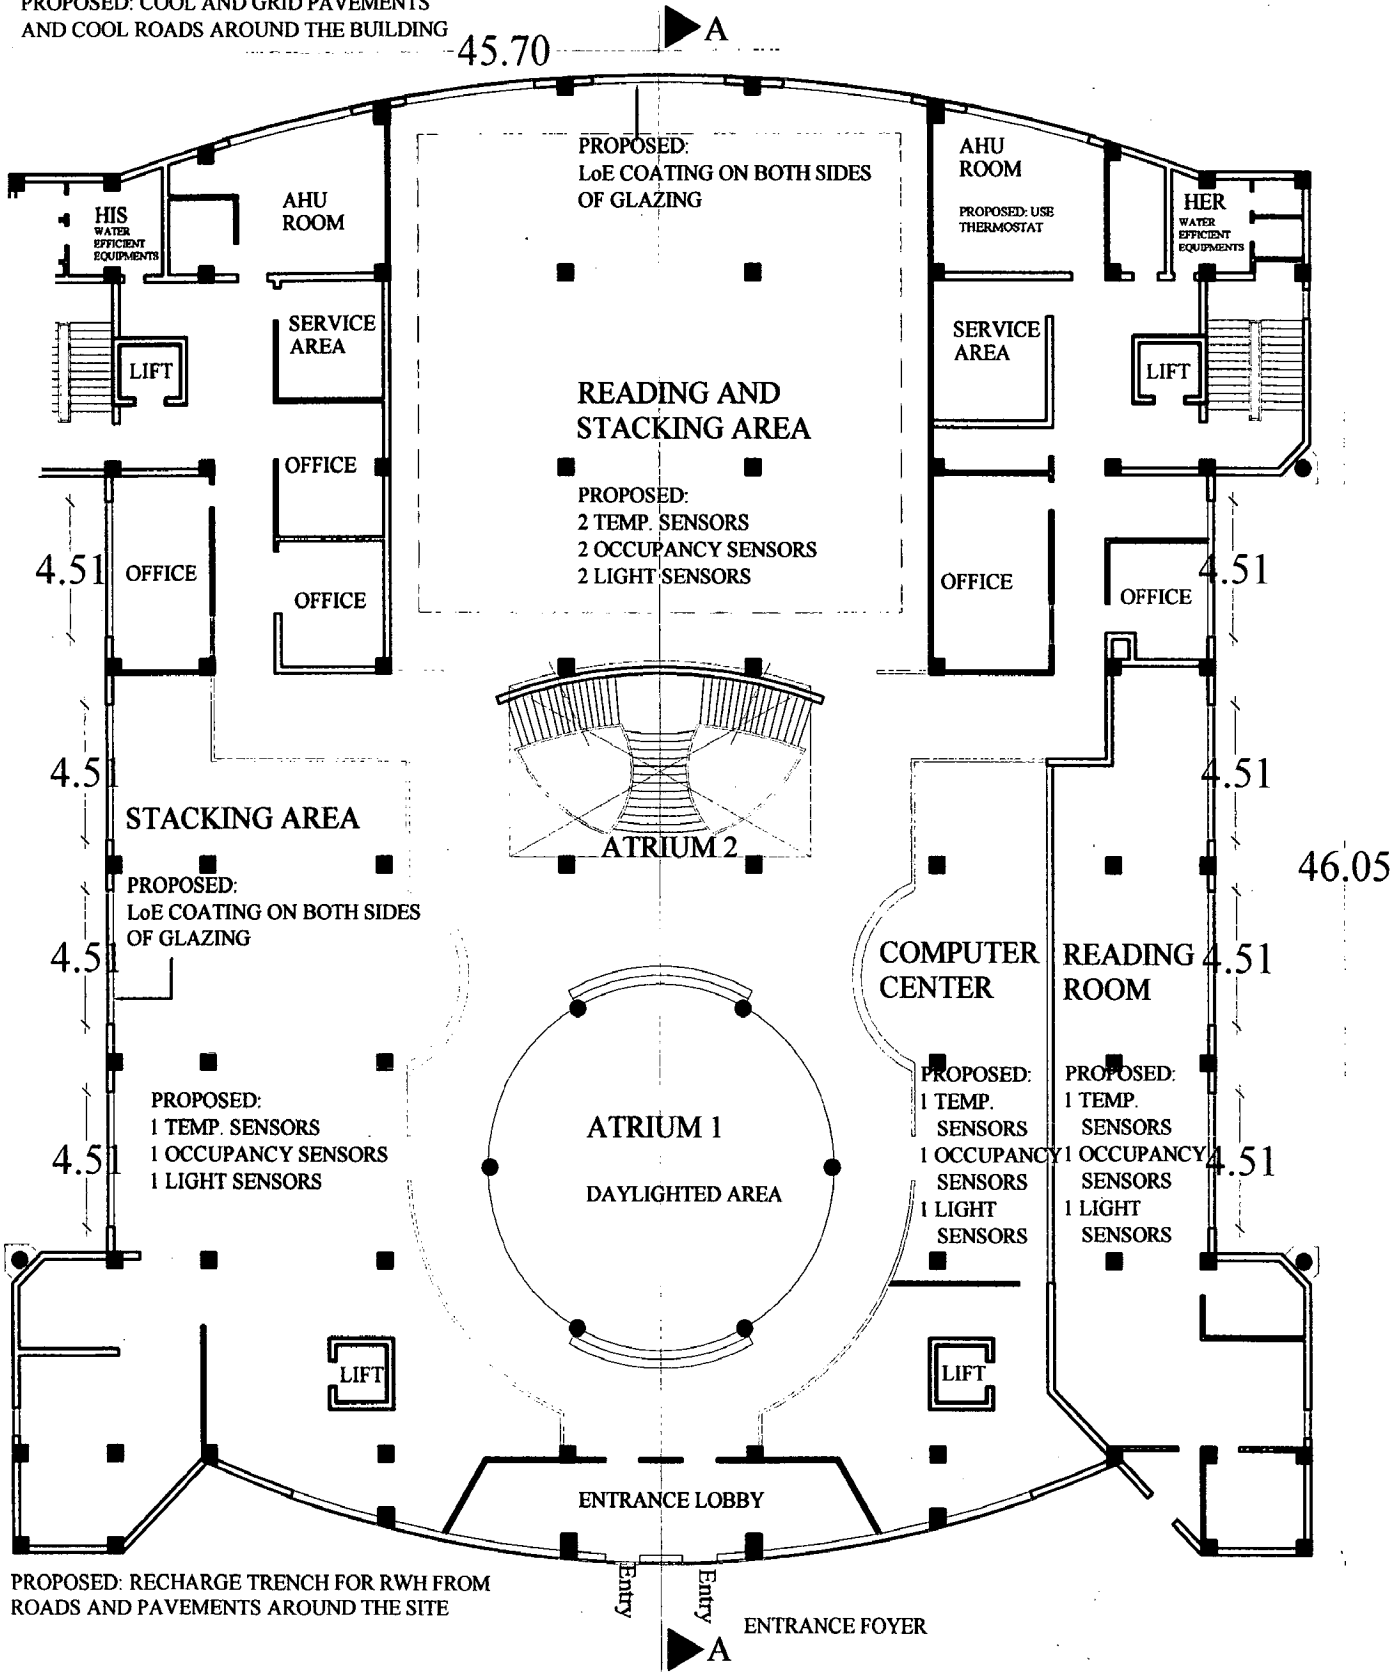 PROPOSED: COOL AND GRID PAVEMENTS
AND COOL ROADS AROUND THE BUILDING
45.70
A
PROPOSED:
LoE COATING ON BOTH SIDES
OF GLAZING
AHU
ROOM
PROPOSED: USE
THERMOSTAT
AHU
ROOM
HIS
WATER
EFFICIENT
EQUIPMENTS
HER
WATER
EFFICIENT
EQUIPMENTS
SERVICE
AREA
SERVICE
AREA
LIFT
LIFT
READING AND
STACKING AREA
OFFICE
PROPOSED:
2 TEMP. SENSORS
2 OCCUPANCY SENSORS
2 LIGHT SENSORS
4.51
OFFICE
OFFICE
OFFICE
OFFICE
4.51
4.51
4.51
STACKING AREA
ATRIUM 2
46.05
PROPOSED:
LoE COATING ON BOTH SIDES
OF GLAZING
4.51
COMPUTER
CENTER
READING
ROOM
4.51
PROPOSED:
1 TEMP. SENSORS
1 OCCUPANCY SENSORS
1 LIGHT SENSORS
4.51
ATRIUM 1
DAYLIGHTED AREA
PROPOSED:
1 TEMP.
SENSORS
1 OCCUPANCY
SENSORS
1 LIGHT
SENSORS
PROPOSED:
1 TEMP.
SENSORS
1 OCCUPANCY
SENSORS
1 LIGHT
SENSORS
4.51
LIFT
LIFT
ENTRANCE LOBBY
PROPOSED: RECHARGE TRENCH FOR RWH FROM
ROADS AND PAVEMENTS AROUND THE SITE
Entry
Entry
ENTRANCE FOYER
A